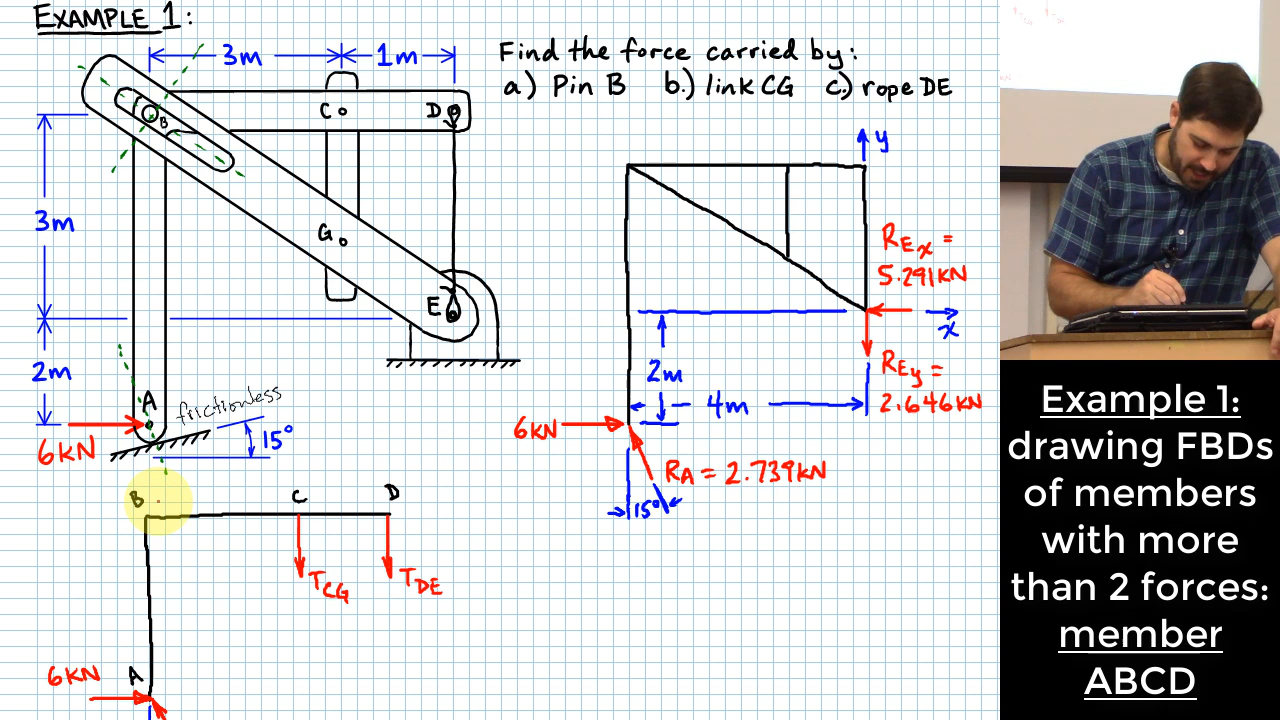 EXAMPLE 1:
3m
1m
Find the force carried by:
a) Pin B b.) link CG c.) rope DE
B
C
D
3m
G
E
2m
A
frictionless
15°
6KN
y
REx =
5.291KN
x
REy =
2.646KN
2m
4m
6KN
RA = 2.739KN
15°
B
C
D
TCG
TDE
6KN
A
Example 1:
drawing FBDs
of members
with more
than 2 forces:
member
ABCD